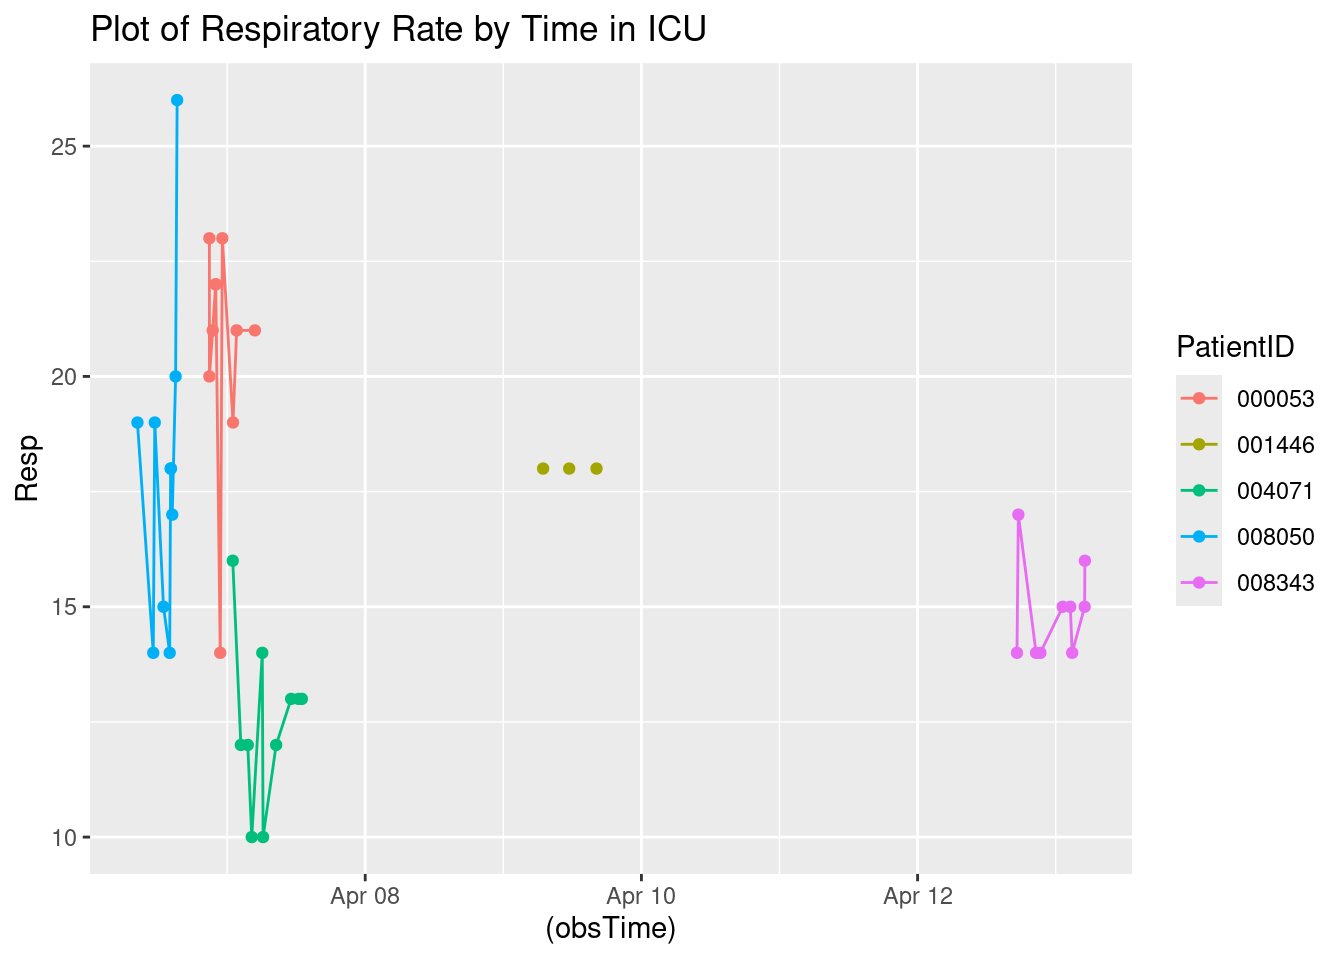 Plot of Respiratory Rate by Time in ICU
25
20
15
10
Resp
Apr 08
Apr 10
Apr 12
(obsTime)
PatientID
000053
001446
004071
008050
008343